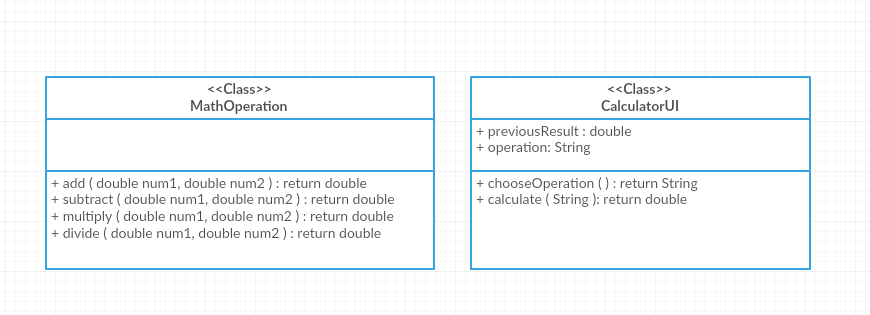 <<Class>>
MathOperation
+ add ( double num1, double num2 ) : return double
+ subtract ( double num1, double num2 ) : return double
+ multiply ( double num1, double num2 ) : return double
+ divide ( double num1, double num2 ) : return double
<<Class>>
CalculatorUI
+ previousResult : double
+ operation: String
+ chooseOperation ( ) : return String
+ calculate ( String ): return double